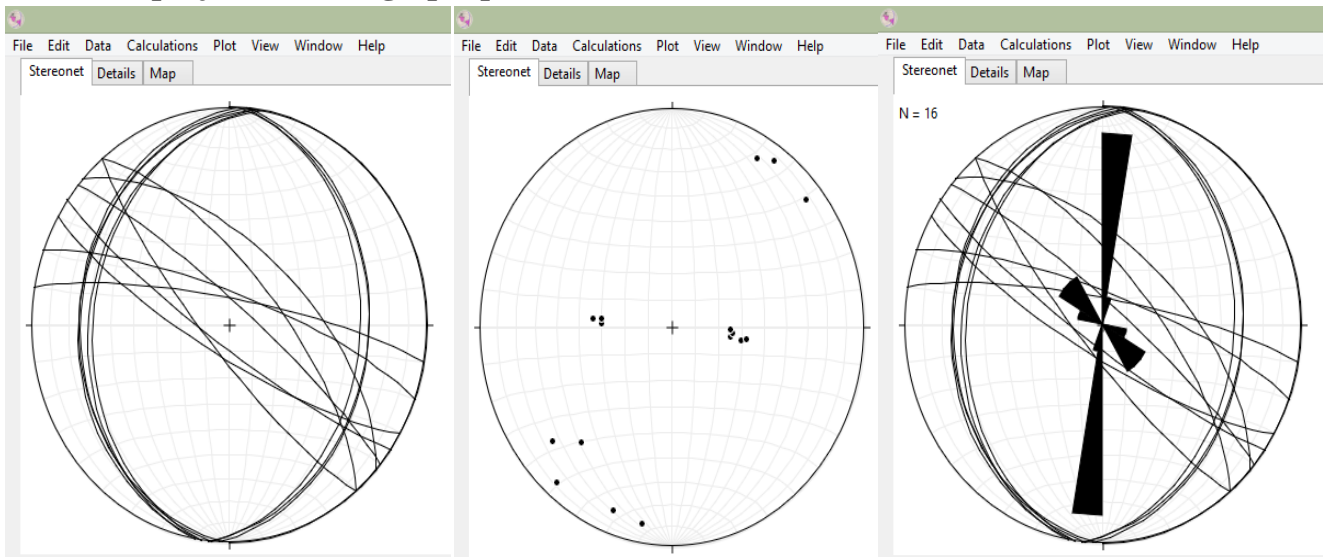 File Edit Data Calculations Plot View Window Help
Stereonet Details Map
File Edit Data Calculations Plot View Window Help
Stereonet Details Map
File Edit Data Calculations Plot View Window Help
Stereonet Details Map
N = 16